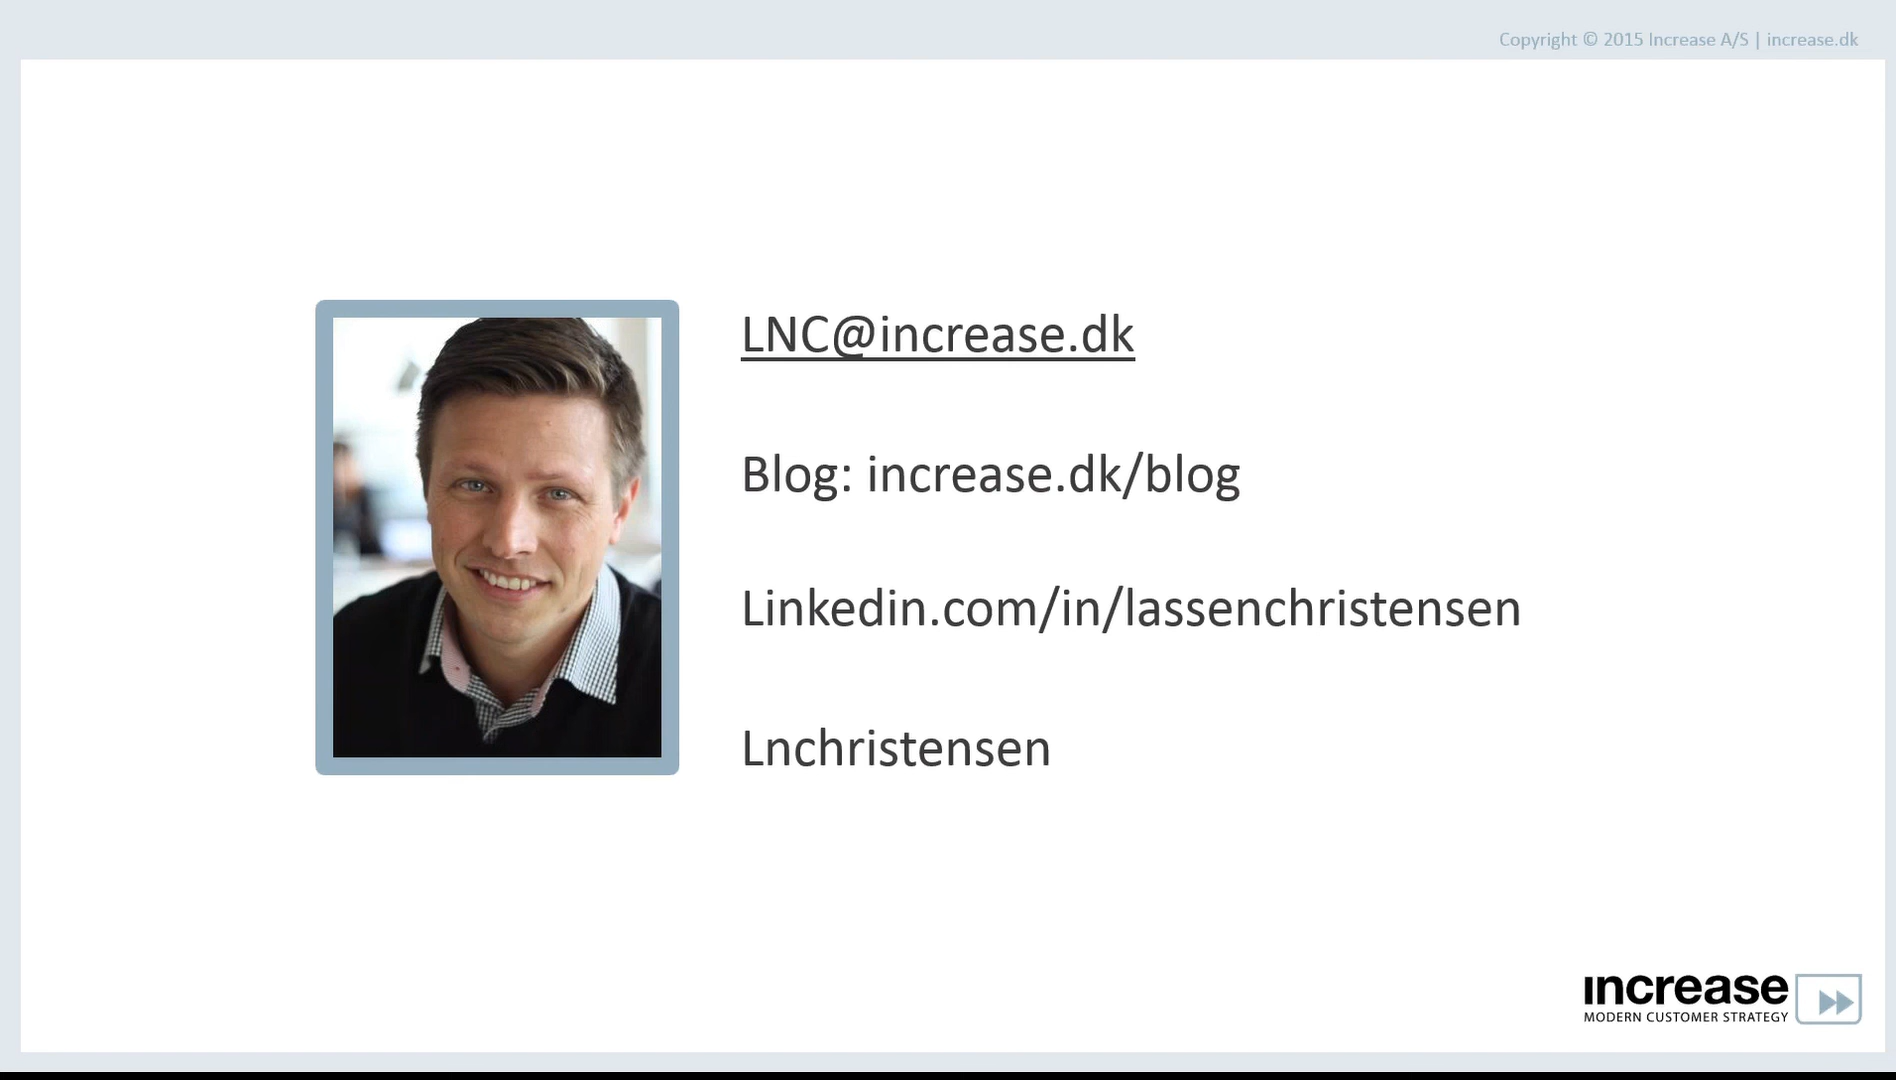 Copyright © 2015 Increase A/S | increase.dk
LNC@increase.dk
Blog: increase.dk/blog
Linkedin.com/in/lassenchristensen
Lnchristensen
increase
MODERN CUSTOMER STRATEGY